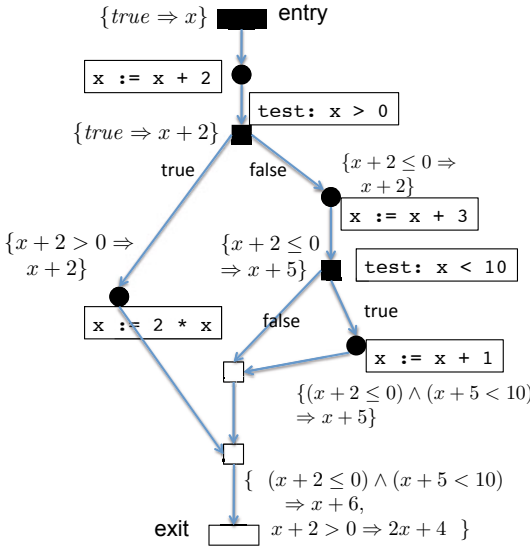 {true ⇒ x}
entry
x := x + 2
test: x > 0
{true ⇒ x + 2}
true
false
{x + 2 ≤ 0 ⇒
x + 2}
x := x + 3
{x + 2 > 0 ⇒
x + 2}
{x + 2 ≤ 0
⇒ x + 5}
test: x < 10
x := 2 * x
false
true
x := x + 1
{(x + 2 ≤ 0) ∧ (x + 5 < 10)
⇒ x + 5}
{ (x + 2 ≤ 0) ∧ (x + 5 < 10)
⇒ x + 6,
x + 2 > 0 ⇒ 2x + 4 }
exit